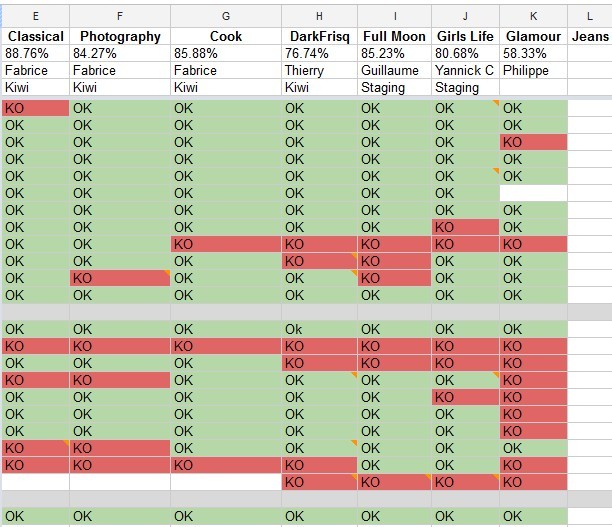 E F G H I J K L
Classical Photography Cook DarkFrisq Full Moon Girls Life Glamour Jeans
88.76% 84.27% 85.88% 76.74% 85.23% 80.68% 58.33%
Fabrice Fabrice Fabrice Thierry Guillaume Yannick C Philippe
Kiwi Kiwi Kiwi Kiwi Staging Staging
KO OK OK OK OK OK OK
OK OK OK OK OK OK OK
OK OK OK OK OK OK KO
OK OK OK OK OK OK OK
OK OK OK OK OK OK OK
OK OK OK OK OK OK
OK OK OK OK OK OK OK
OK OK OK OK OK KO OK
OK OK KO KO KO KO KO
OK OK OK KO KO OK OK
OK KO OK OK KO OK OK
OK OK OK OK OK OK OK
OK OK OK Ok OK OK OK
KO KO KO KO KO KO KO
OK OK OK KO KO KO KO
KO KO OK OK OK OK KO
OK OK OK OK OK KO KO
OK OK OK OK OK OK KO
OK OK OK OK OK OK KO
KO KO OK OK OK OK OK
KO KO KO KO OK OK KO
KO KO KO KO
OK OK OK OK OK OK OK